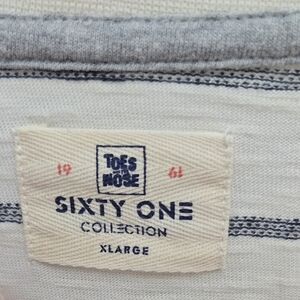 TOES
ON THE
NOSE
19 61
SIXTY ONE
COLLECTION
XLARGE